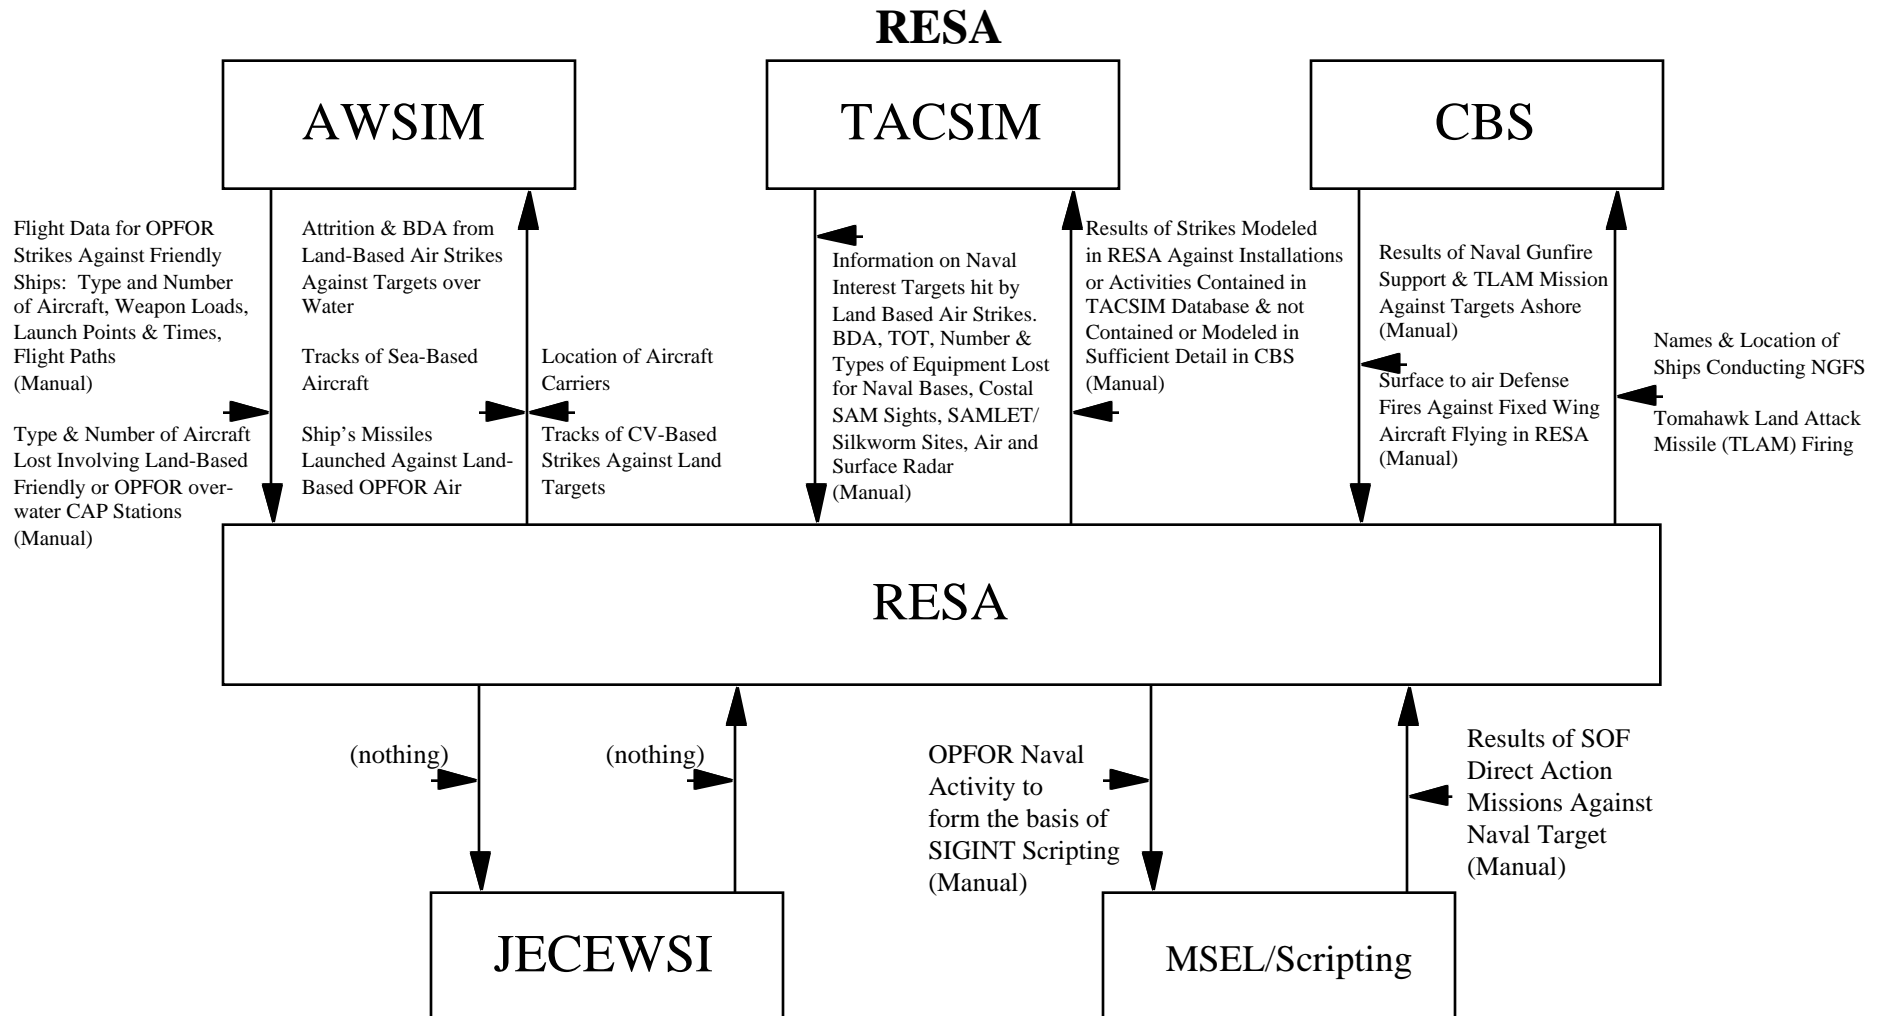 RESA
AWSIM
TACSIM
CBS
Flight Data for OPFOR
Strikes Against Friendly
Ships:  Type and Number
of Aircraft, Weapon Loads,
Launch Points & Times,
Flight Paths
(Manual)
Type & Number of Aircraft
Lost Involving Land-Based
Friendly or OPFOR over-
water CAP Stations
(Manual)
Attrition & BDA from
Land-Based Air Strikes
Against Targets over
Water
Tracks of Sea-Based
Aircraft
Ship's Missiles
Launched Against Land-
Based OPFOR Air
Location of Aircraft
Carriers
Tracks of CV-Based
Strikes Against Land
Targets
Information on Naval
Interest Targets hit by
Land Based Air Strikes.
BDA, TOT, Number &
Types of Equipment Lost
for Naval Bases, Costal
SAM Sights, SAMLET/
Silkworm Sites, Air and
Surface Radar
(Manual)
Results of Strikes Modeled
in RESA Against Installations
or Activities Contained in
TACSIM Database & not
Contained or Modeled in
Sufficient Detail in CBS
(Manual)
Results of Naval Gunfire
Support & TLAM Mission
Against Targets Ashore
(Manual)
Surface to air Defense
Fires Against Fixed Wing
Aircraft Flying in RESA
(Manual)
Names & Location of
Ships Conducting NGFS
Tomahawk Land Attack
Missile (TLAM) Firing
RESA
(nothing)
(nothing)
OPFOR Naval
Activity to
form the basis of
SIGINT Scripting
(Manual)
Results of SOF
Direct Action
Missions Against
Naval Target
(Manual)
JECEWSI
MSEL/Scripting